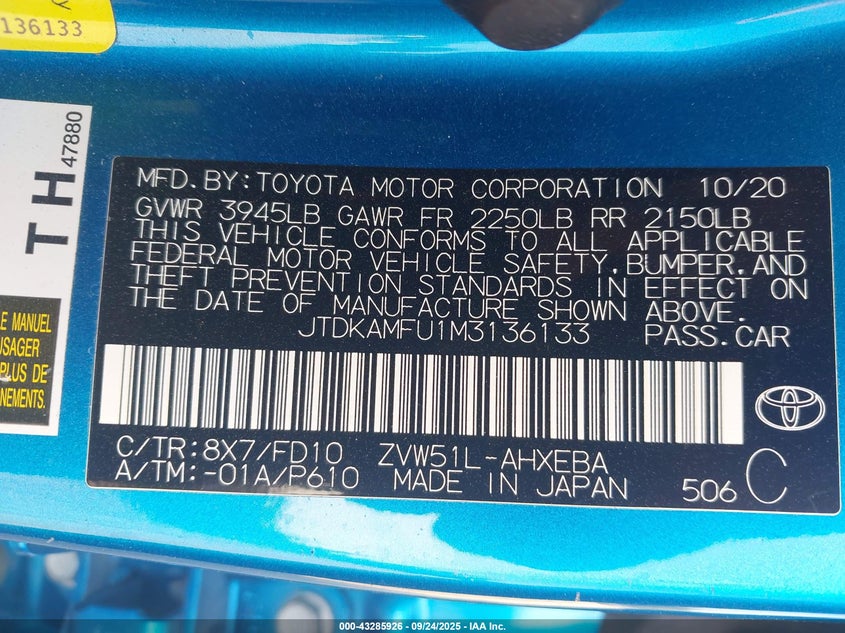 y
136133
TH
47880
MFD.BY:TOYOTA MOTOR CORPORATION 10/20
GVWR 3945LB GAWR FR 2250LB RR 2150LB
THIS VEHICLE CONFORMS TO ALL APPLICABLE
FEDERAL MOTOR VEHICLE SAFETY,BUMPER,AND
THEFT PREVENTION STANDARDS IN EFFECT ON
THE DATE OF MANUFACTURE SHOWN ABOVE.
JTDKAMFU1M3136133 PASS.CAR
C/TR:8X7/FD10 ZVW51L-AHXEBA
A/TM:-01A/P610 MADE IN JAPAN 506 C
E MANUEL
USAGER
PLUS DE
NEMENTS.
000-43285926 - 09/24/2025 - IAA Inc.